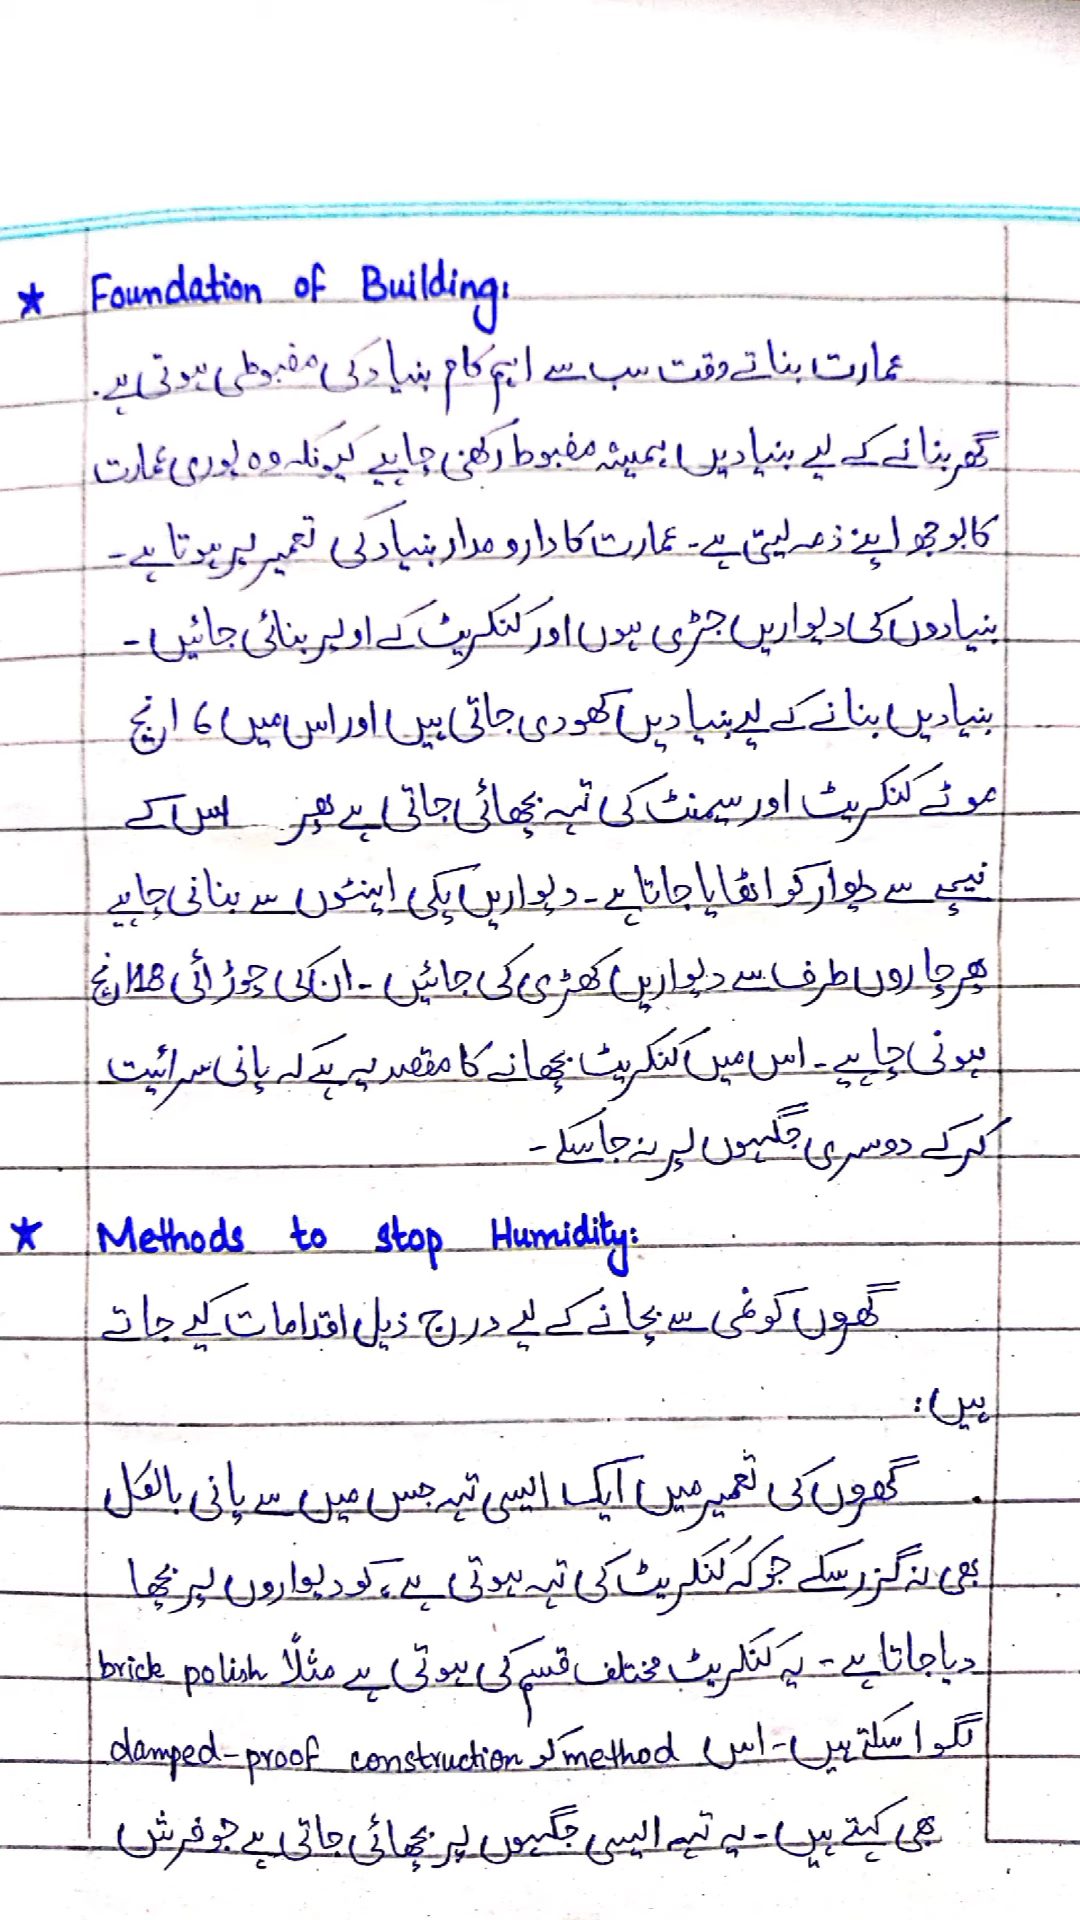 ★ Foundation of Building:
عمارت بناتے وقت سب سے اہم کام بنیاد کی مضبوطی ہوتی ہے۔
گھر بنانے کے لیے بنیادیں ہمیشہ مضبوط رکھنی چاہیے کیونکہ وہ پوری عمارت
کا بوجھ اپنے ذمہ لیتی ہے۔ عمارت کا دارومدار بنیاد کی تعمیر پر ہوتا ہے۔
بنیادوں کی دیواریں جڑی ہوں اور کنکریٹ کے اوپر بنائی جائیں۔
بنیادیں بنانے کے لیے بنیادیں کھودی جاتی ہیں اور اس میں 6 انچ
موٹے کنکریٹ اور سیمنٹ کی تہہ بچھائی جاتی ہے پھر اس کے
نیچے سے دیوار کو اٹھایا جاتا ہے۔ دیواریں پکی اینٹوں سے بنانی چاہیے
پھر چاروں طرف سے دیواریں کھڑی کی جائیں۔ ان کی چوڑائی 18 انچ
ہونی چاہیے۔ اس میں کنکریٹ بچھانے کا مقصد یہ ہے کہ پانی سرائیت
کر کے دوسری جگہوں پر نہ جا سکے۔
★ Methods to stop Humidity:
گھروں کو نمی سے بچانے کے لیے درج ذیل اقدامات کیے جاتے
ہیں:
گھروں کی تعمیر میں ایک ایسی تہہ جس میں سے پانی بالکل
بھی نہ گزر سکے جو کہ کنکریٹ کی تہہ ہوتی ہے، کو دیواروں پر بچھا
دیا جاتا ہے۔ یہ کنکریٹ مختلف قسم کی ہوتی ہے مثلاً brick polish
لگوا سکتے ہیں۔ اس method کو damped-proof construction
بھی کہتے ہیں۔ یہ تہہ ایسی جگہوں پر بچھائی جاتی ہے جو فرش